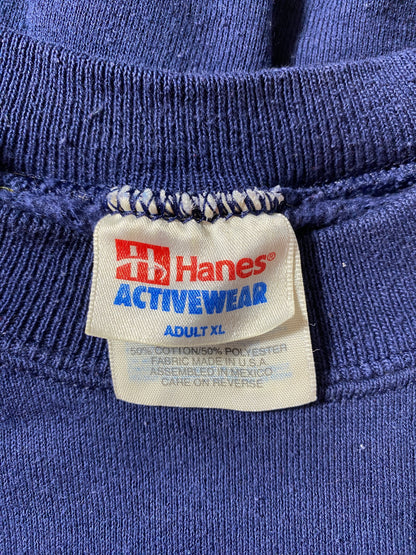 Hanes®
ACTIVEWEAR
ADULT XL
50% COTTON/50% POLYESTER
FABRIC MADE IN U.S.A
ASSEMBLED IN MEXICO
CARE ON REVERSE